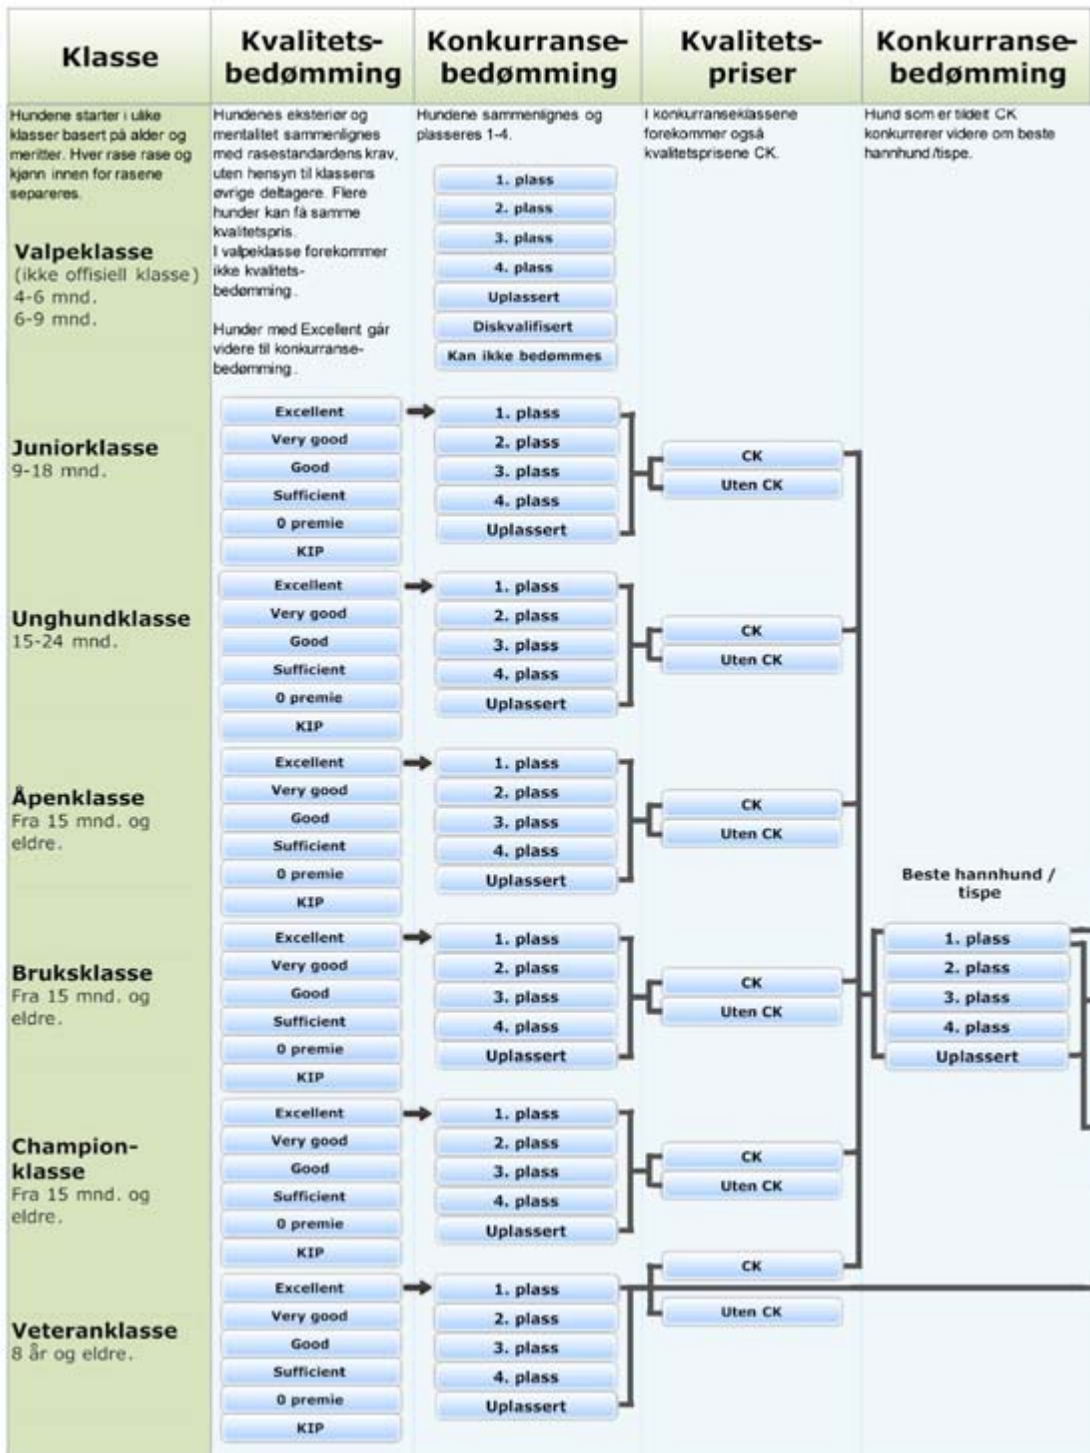 Klasse
Kvalitets-
bedømming
Konkurranse-
bedømming
Kvalitets-
priser
Konkurranse-
bedømming
Hundene starter i ulike
klasser basert på alder og
meritter. Hver rase rase og
kjønn innen for rasene
separeres.
Hundenes eksteriør og
mentalitet sammenlignes
med rasestandardens krav,
uten hensyn til klassens
øvrige deltagere. Flere
hunder kan få samme
kvalitetspris.
I valpeklasse forekommer
ikke kvalitets-
bedømming.
Hunder med Excellent går
videre til konkurranse-
bedømming.
Hundene sammenlignes og
plasseres 1-4.
I konkurranseklassene
forekommer også
kvalitetsprisene CK.
Hund som er tildelt CK
konkurrerer videre om beste
hannhund/tispe.
Valpeklasse
(ikke offisiell klasse)
4-6 mnd.
6-9 mnd.
1. plass
2. plass
3. plass
4. plass
Uplassert
Diskvalifisert
Kan ikke bedømmes
Juniorklasse
9-18 mnd.
Excellent
Very good
Good
Sufficient
0 premie
KIP
1. plass
2. plass
3. plass
4. plass
Uplassert
CK
Uten CK
Unghundklasse
15-24 mnd.
Excellent
Very good
Good
Sufficient
0 premie
KIP
1. plass
2. plass
3. plass
4. plass
Uplassert
CK
Uten CK
Åpenklasse
Fra 15 mnd. og
eldre.
Excellent
Very good
Good
Sufficient
0 premie
KIP
1. plass
2. plass
3. plass
4. plass
Uplassert
CK
Uten CK
Bruksklasse
Fra 15 mnd. og
eldre.
Excellent
Very good
Good
Sufficient
0 premie
KIP
1. plass
2. plass
3. plass
4. plass
Uplassert
CK
Uten CK
Beste hannhund /
tispe
1. plass
2. plass
3. plass
4. plass
Uplassert
Champion-
klasse
Fra 15 mnd. og
eldre.
Excellent
Very good
Good
Sufficient
0 premie
KIP
1. plass
2. plass
3. plass
4. plass
Uplassert
CK
Uten CK
Veteranklasse
8 år og eldre.
Excellent
Very good
Good
Sufficient
0 premie
KIP
1. plass
2. plass
3. plass
4. plass
Uplassert
CK
Uten CK